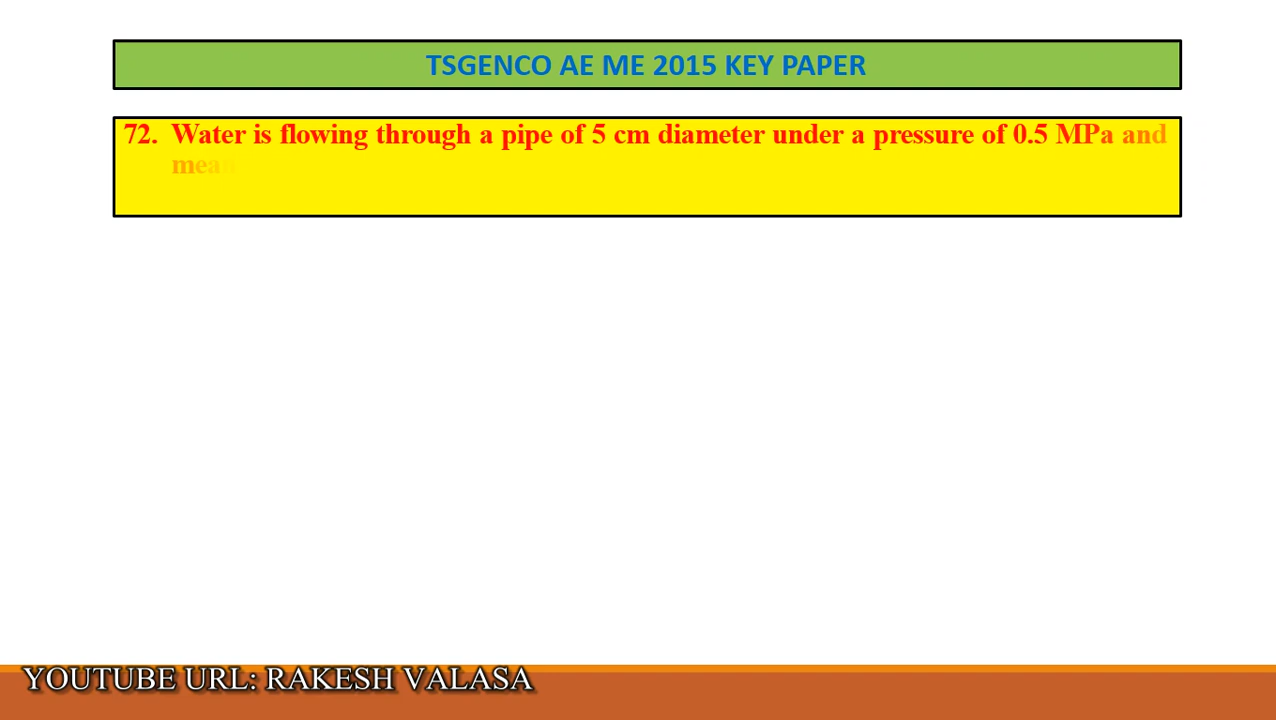 TSGENCO AE ME 2015 KEY PAPER
72. Water is flowing through a pipe of 5 cm diameter under a pressure of 0.5 MPa and
mean
YOUTUBE URL: RAKESH VALASA